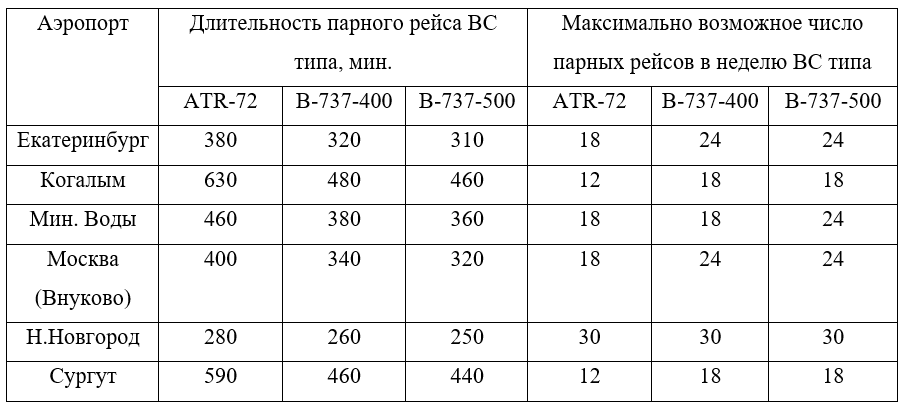 Аэропорт Длительность парного рейса ВС Максимально возможное число
типа, мин. парных рейсов в неделю ВС типа
ATR-72 В-737-400 В-737-500 ATR-72 В-737-400 В-737-500
Екатеринбург 380 320 310 18 24 24
Когалым 630 480 460 12 18 18
Мин. Воды 460 380 360 18 18 24
Москва 400 340 320 18 24 24
(Внуково)
Н.Новгород 280 260 250 30 30 30
Сургут 590 460 440 12 18 18